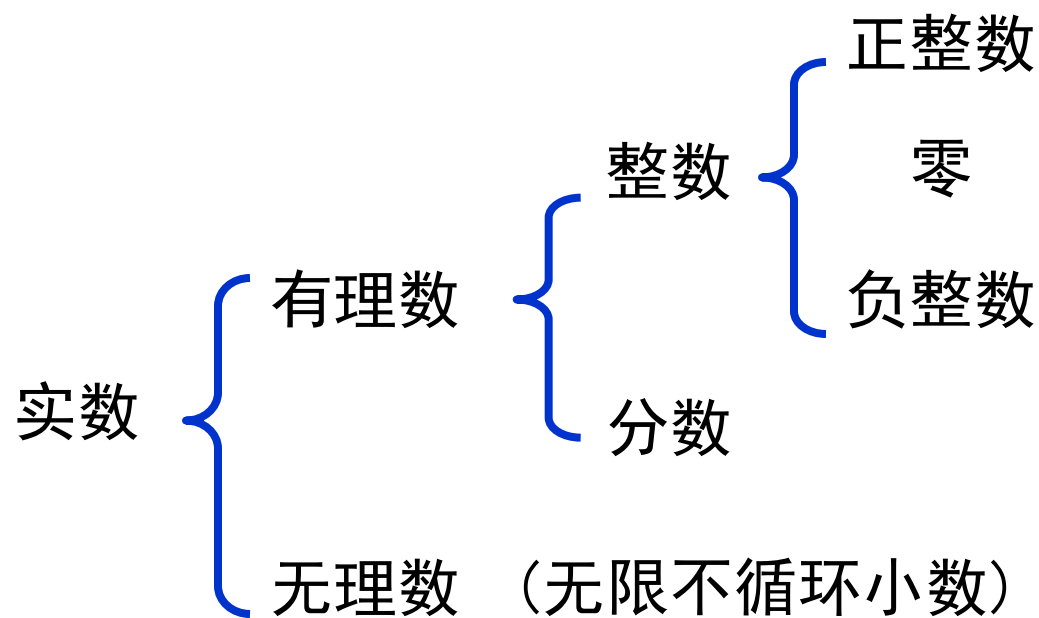 正整数
整数
零
有理数
负整数
实数
分数
无理数 （无限不循环小数）